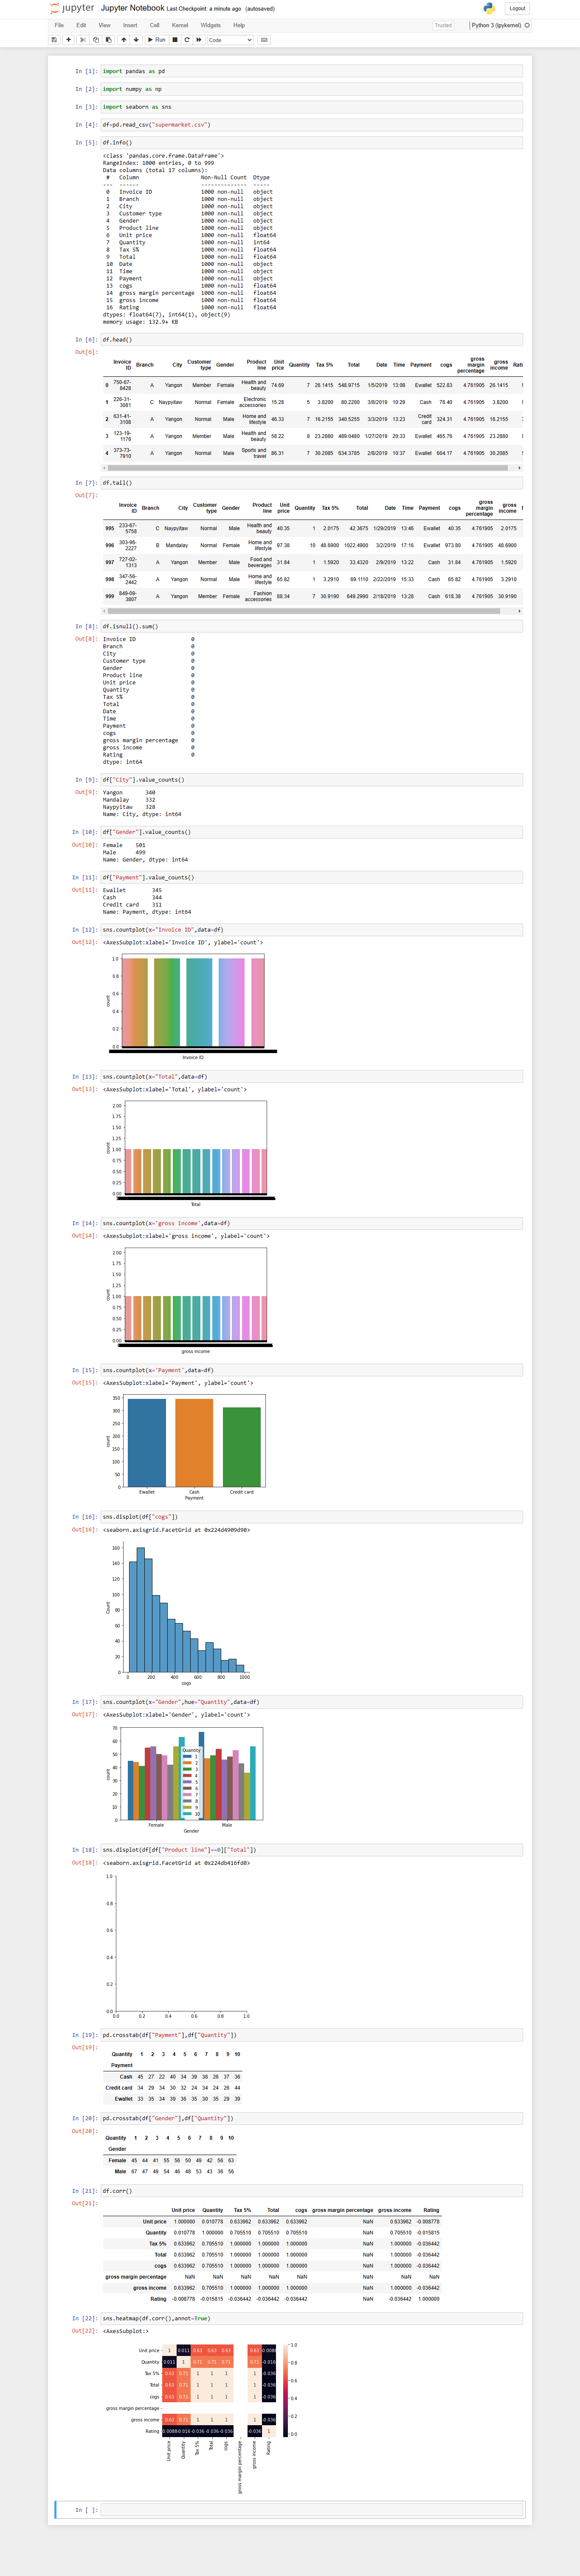 jupyter Jupyter Notebook Last Checkpoint: a minute ago (autosaved) Logout
File Edit View Insert Cell Kernel Widgets Help Trusted Python 3 (ipykernel)
Run Code
In [1]: import pandas as pd
In [2]: import numpy as np
In [3]: import seaborn as sns
In [4]: df=pd.read_csv("supermarket.csv")
In [5]: df.info()
<class 'pandas.core.frame.DataFrame'>
RangeIndex: 1000 entries, 0 to 999
Data columns (total 17 columns):
# Column Non-Null Count Dtype
--- ------ -------------- -----
0 Invoice ID 1000 non-null object
1 Branch 1000 non-null object
2 City 1000 non-null object
3 Customer type 1000 non-null object
4 Gender 1000 non-null object
5 Product line 1000 non-null object
6 Unit price 1000 non-null float64
7 Quantity 1000 non-null int64
8 Tax 5% 1000 non-null float64
9 Total 1000 non-null float64
10 Date 1000 non-null object
11 Time 1000 non-null object
12 Payment 1000 non-null object
13 cogs 1000 non-null float64
14 gross margin percentage 1000 non-null float64
15 gross income 1000 non-null float64
16 Rating 1000 non-null float64
dtypes: float64(7), int64(1), object(9)
memory usage: 132.9+ KB
In [6]: df.head()
Out[6]:
Invoice ID Branch City Customer type Gender Product line Unit price Quantity Tax 5% Total Date Time Payment cogs gross margin percentage gross income
0 750-67-8428 A Yangon Member Female Health and beauty 74.69 7 26.1415 548.9715 1/5/2019 13:08 Ewallet 522.83 4.761905 26.1415
1 226-31-3081 C Naypyitaw Normal Female Electronic accessories 15.28 5 3.8200 80.2200 3/8/2019 10:29 Cash 76.40 4.761905 3.8200
2 631-41-3108 A Yangon Normal Male Home and lifestyle 46.33 7 16.2155 340.5255 3/3/2019 13:23 Credit card 324.31 4.761905 16.2155
3 123-19-1176 A Yangon Member Male Health and beauty 58.22 8 23.2880 489.0480 1/27/2019 20:33 Ewallet 465.76 4.761905 23.2880
4 373-73-7910 A Yangon Normal Male Sports and travel 86.31 7 30.2085 634.3785 2/8/2019 10:37 Ewallet 604.17 4.761905 30.2085
In [7]: df.tail()
Out[7]:
Invoice ID Branch City Customer type Gender Product line Unit price Quantity Tax 5% Total Date Time Payment cogs gross margin percentage gross income
995 233-67-5758 C Naypyitaw Normal Male Health and beauty 40.35 1 2.0175 42.3675 1/29/2019 13:46 Ewallet 40.35 4.761905 2.0175
996 303-96-2227 B Mandalay Normal Female Home and lifestyle 97.38 10 48.6900 1022.4900 3/2/2019 17:16 Ewallet 973.80 4.761905 48.6900
997 727-02-1313 A Yangon Member Male Food and beverages 31.84 1 1.5920 33.4320 2/9/2019 13:22 Cash 31.84 4.761905 1.5920
998 347-56-2442 A Yangon Normal Male Home and lifestyle 65.82 1 3.2910 69.1110 2/22/2019 15:33 Cash 65.82 4.761905 3.2910
999 849-09-3807 A Yangon Member Female Fashion accessories 88.34 7 30.9190 649.2990 2/18/2019 13:28 Cash 618.38 4.761905 30.9190
In [8]: df.isnull().sum()
Out[8]: Invoice ID 0
Branch 0
City 0
Customer type 0
Gender 0
Product line 0
Unit price 0
Quantity 0
Tax 5% 0
Total 0
Date 0
Time 0
Payment 0
cogs 0
gross margin percentage 0
gross income 0
Rating 0
dtype: int64
In [9]: df["City"].value_counts()
Out[9]: Yangon 340
Mandalay 332
Naypyitaw 328
Name: City, dtype: int64
In [10]: df["Gender"].value_counts()
Out[10]: Female 501
Male 499
Name: Gender, dtype: int64
In [11]: df["Payment"].value_counts()
Out[11]: Ewallet 345
Cash 344
Credit card 311
Name: Payment, dtype: int64
In [12]: sns.countplot(x="Invoice ID",data=df)
Out[12]: <AxesSubplot:xlabel='Invoice ID', ylabel='count'>
1.0
0.8
0.6
count
0.4
0.2
0.0
Invoice ID
In [13]: sns.countplot(x="Total",data=df)
Out[13]: <AxesSubplot:xlabel='Total', ylabel='count'>
2.00
1.75
1.50
1.25
count
1.00
0.75
0.50
0.25
0.00
Total
In [14]: sns.countplot(x='gross income',data=df)
Out[14]: <AxesSubplot:xlabel='gross income', ylabel='count'>
2.00
1.75
1.50
1.25
count
1.00
0.75
0.50
0.25
0.00
gross income
In [15]: sns.countplot(x='Payment',data=df)
Out[15]: <AxesSubplot:xlabel='Payment', ylabel='count'>
350
300
250
200
count
150
100
50
0
Ewallet Cash Credit card
Payment
In [16]: sns.displot(df["cogs"])
Out[16]: <seaborn.axisgrid.FacetGrid at 0x224d4909d90>
160
140
120
100
Count
80
60
40
20
0
0 200 400 600 800 1000
cogs
In [17]: sns.countplot(x="Gender",hue="Quantity",data=df)
Out[17]: <AxesSubplot:xlabel='Gender', ylabel='count'>
70
60
50
40
count
30
20
10
0
Quantity
1
2
3
4
5
6
7
8
9
10
Female Male
Gender
In [18]: sns.displot(df[df["Product line"]==0]["Total"])
Out[18]: <seaborn.axisgrid.FacetGrid at 0x224db416fd0>
1.0
0.8
0.6
0.4
0.2
0.0
0.0 0.2 0.4 0.6 0.8 1.0
In [19]: pd.crosstab(df["Payment"],df["Quantity"])
Out[19]:
Quantity 1 2 3 4 5 6 7 8 9 10
Payment
Cash 45 27 22 40 34 39 38 26 37 36
Credit card 34 29 34 30 32 24 34 24 26 44
Ewallet 33 35 34 39 36 35 30 35 29 39
In [20]: pd.crosstab(df["Gender"],df["Quantity"])
Out[20]:
Quantity 1 2 3 4 5 6 7 8 9 10
Gender
Female 45 44 41 55 56 50 49 42 56 63
Male 67 47 49 54 46 48 53 43 36 56
In [21]: df.corr()
Out[21]:
Unit price Quantity Tax 5% Total cogs gross margin percentage gross income Rating
Unit price 1.000000 0.010778 0.633962 0.633962 0.633962 NaN 0.633962 -0.008778
Quantity 0.010778 1.000000 0.705510 0.705510 0.705510 NaN 0.705510 -0.015815
Tax 5% 0.633962 0.705510 1.000000 1.000000 1.000000 NaN 1.000000 -0.036442
Total 0.633962 0.705510 1.000000 1.000000 1.000000 NaN 1.000000 -0.036442
cogs 0.633962 0.705510 1.000000 1.000000 1.000000 NaN 1.000000 -0.036442
gross margin percentage NaN NaN NaN NaN NaN NaN NaN NaN
gross income 0.633962 0.705510 1.000000 1.000000 1.000000 NaN 1.000000 -0.036442
Rating -0.008778 -0.015815 -0.036442 -0.036442 -0.036442 NaN -0.036442 1.000000
In [22]: sns.heatmap(df.corr(),annot=True)
Out[22]: <AxesSubplot:>
Unit price 1 0.011 0.63 0.63 0.63 0.63 -0.0088
Quantity 0.011 1 0.71 0.71 0.71 0.71 -0.016
Tax 5% 0.63 0.71 1 1 1 1 -0.036
Total 0.63 0.71 1 1 1 1 -0.036
cogs 0.63 0.71 1 1 1 1 -0.036
gross margin percentage
gross income 0.63 0.71 1 1 1 1 -0.036
Rating -0.0088 -0.016 -0.036 -0.036 -0.036 -0.036 1
Unit price Quantity Tax 5% Total cogs gross margin percentage gross income Rating
1.0
0.8
0.6
0.4
0.2
0.0
In [ ]: